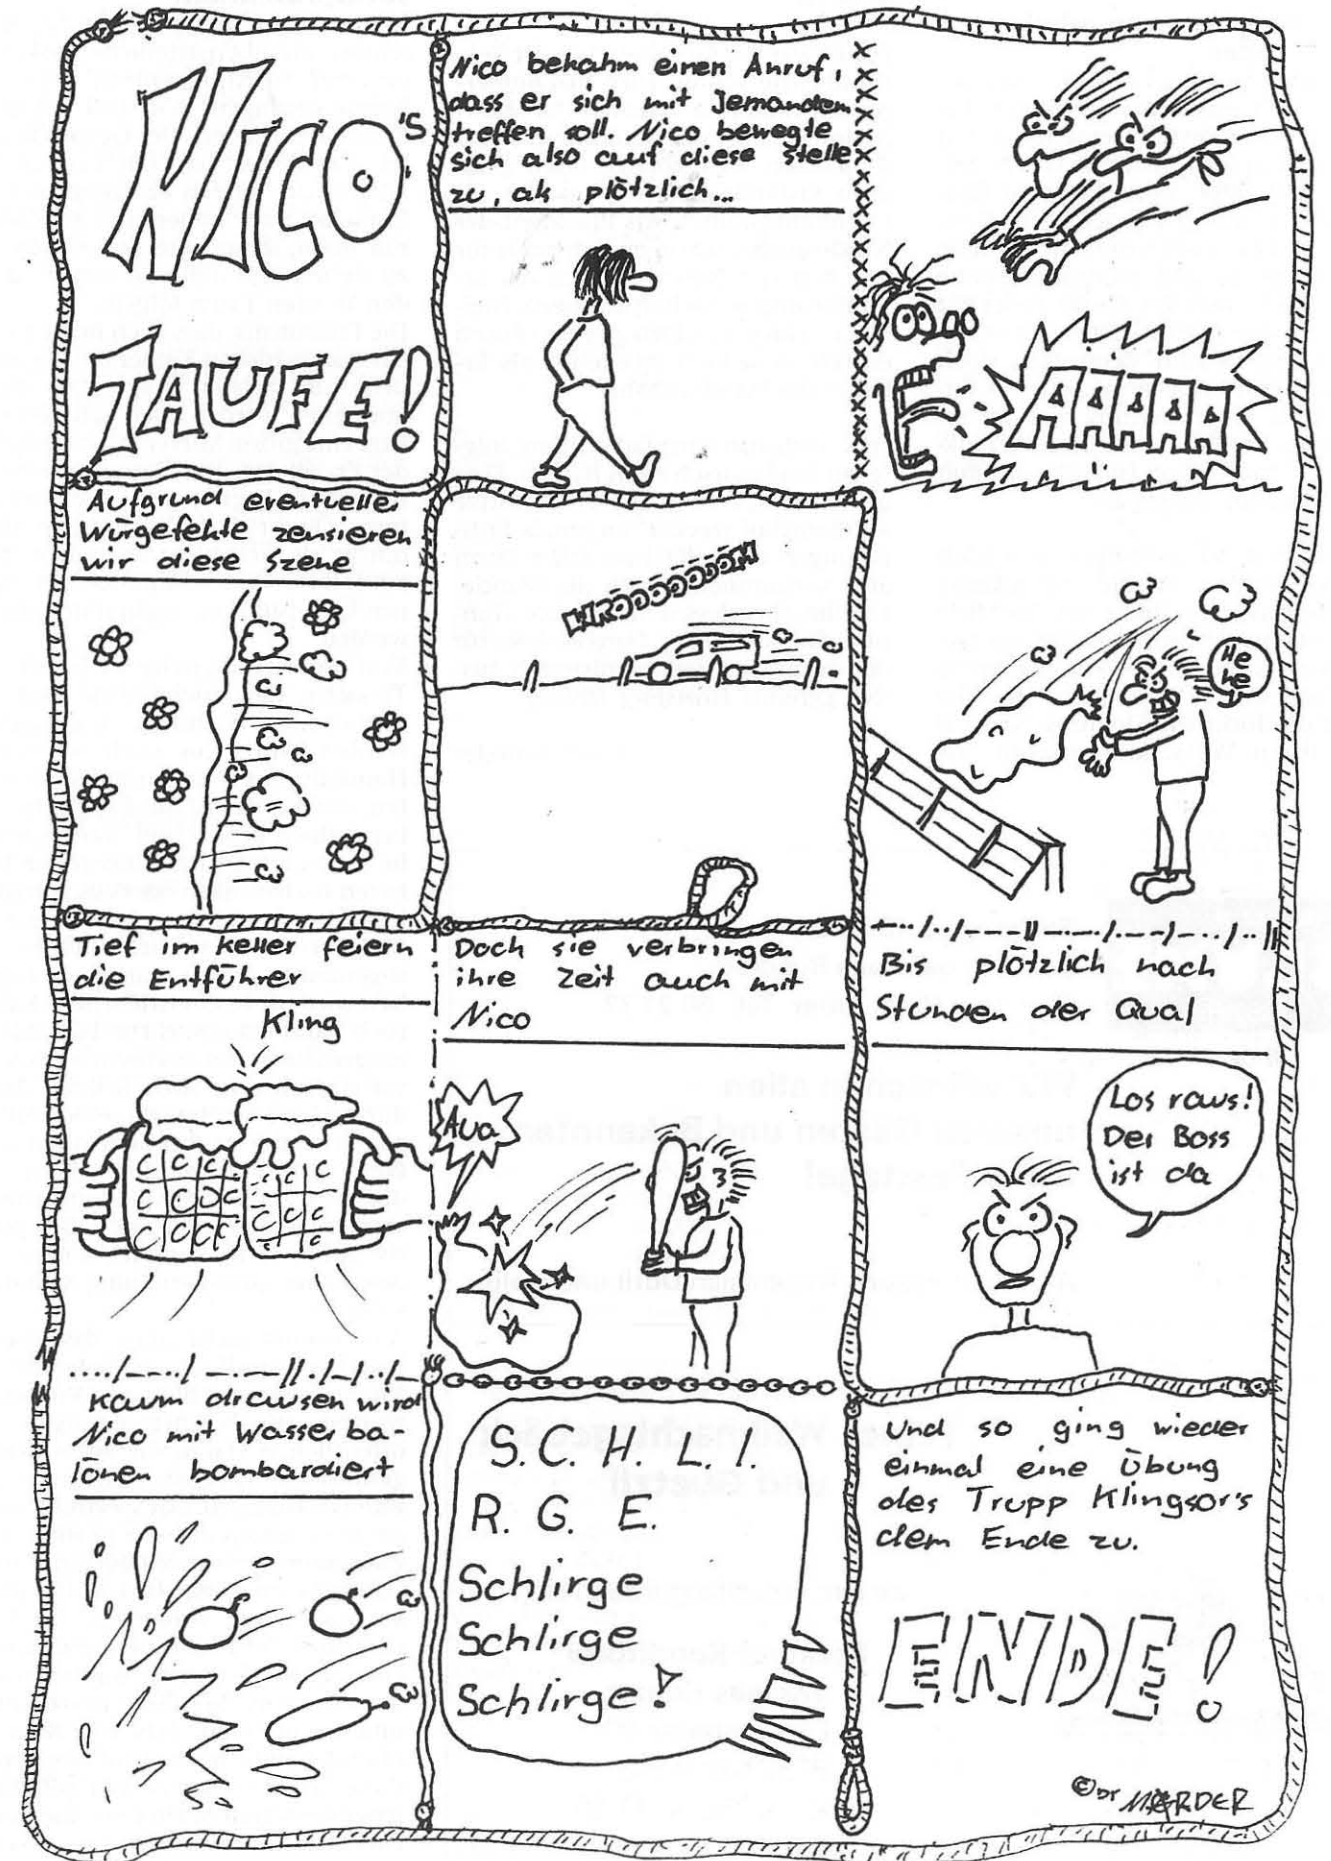 NICO'S
TAUFE!
Nico bekahm einen Anruf,
dass er sich mit Jemandem
treffen soll. Nico bewegte
sich also auf diese stelle
zu, als plötzlich...
AAAAA
Aufgrund eventueller
Würgefehte zensieren
wir diese Szene
He
he
Tief im keller feiern
die Entführer
Kling
Doch sie verbringen
ihre Zeit auch mit
Nico
AUA
Bis plötzlich nach
Stunden der Qual
Los raus!
Der Boss
ist da
Kaum draussen wird
Nico mit Wasserba-
lönen bombardiert
S. C. H. L. I.
R. G. E.
Schlirge
Schlirge
Schlirge!
Und so ging wieder
einmal eine Übung
des Trupp Klingsor's
dem Ende zu.
ENDE!
© Dr MÖRDER